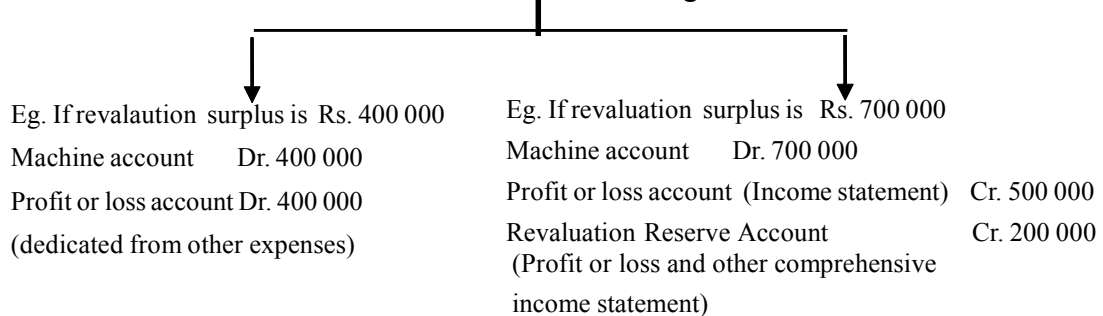 Eg. If revalaution surplus is Rs. 400 000
Machine account Dr. 400 000
Profit or loss account Dr. 400 000
(dedicated from other expenses)
Eg. If revaluation surplus is Rs. 700 000
Machine account Dr. 700 000
Profit or loss account (Income statement) Cr. 500 000
Revaluation Reserve Account Cr. 200 000
(Profit or loss and other comprehensive
income statement)